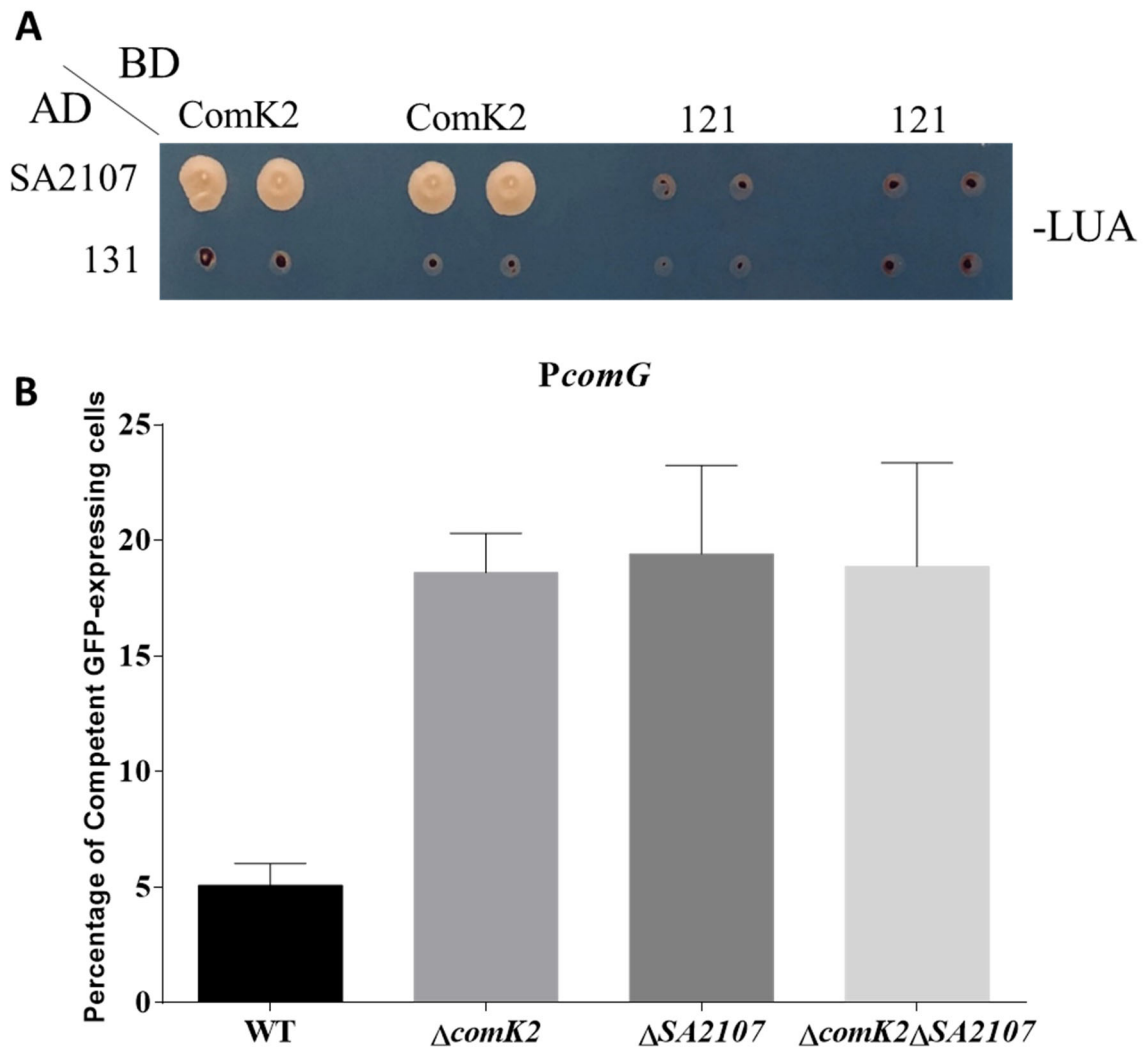 A
BD
AD
ComK2 ComK2 121 121
SA2107
-LUA
131
PcomG
B
Percentage of Competent GFP-expressing cells
25
20
15
10
5
0
WT ΔcomK2 ΔSA2107 ΔcomK2ΔSA2107